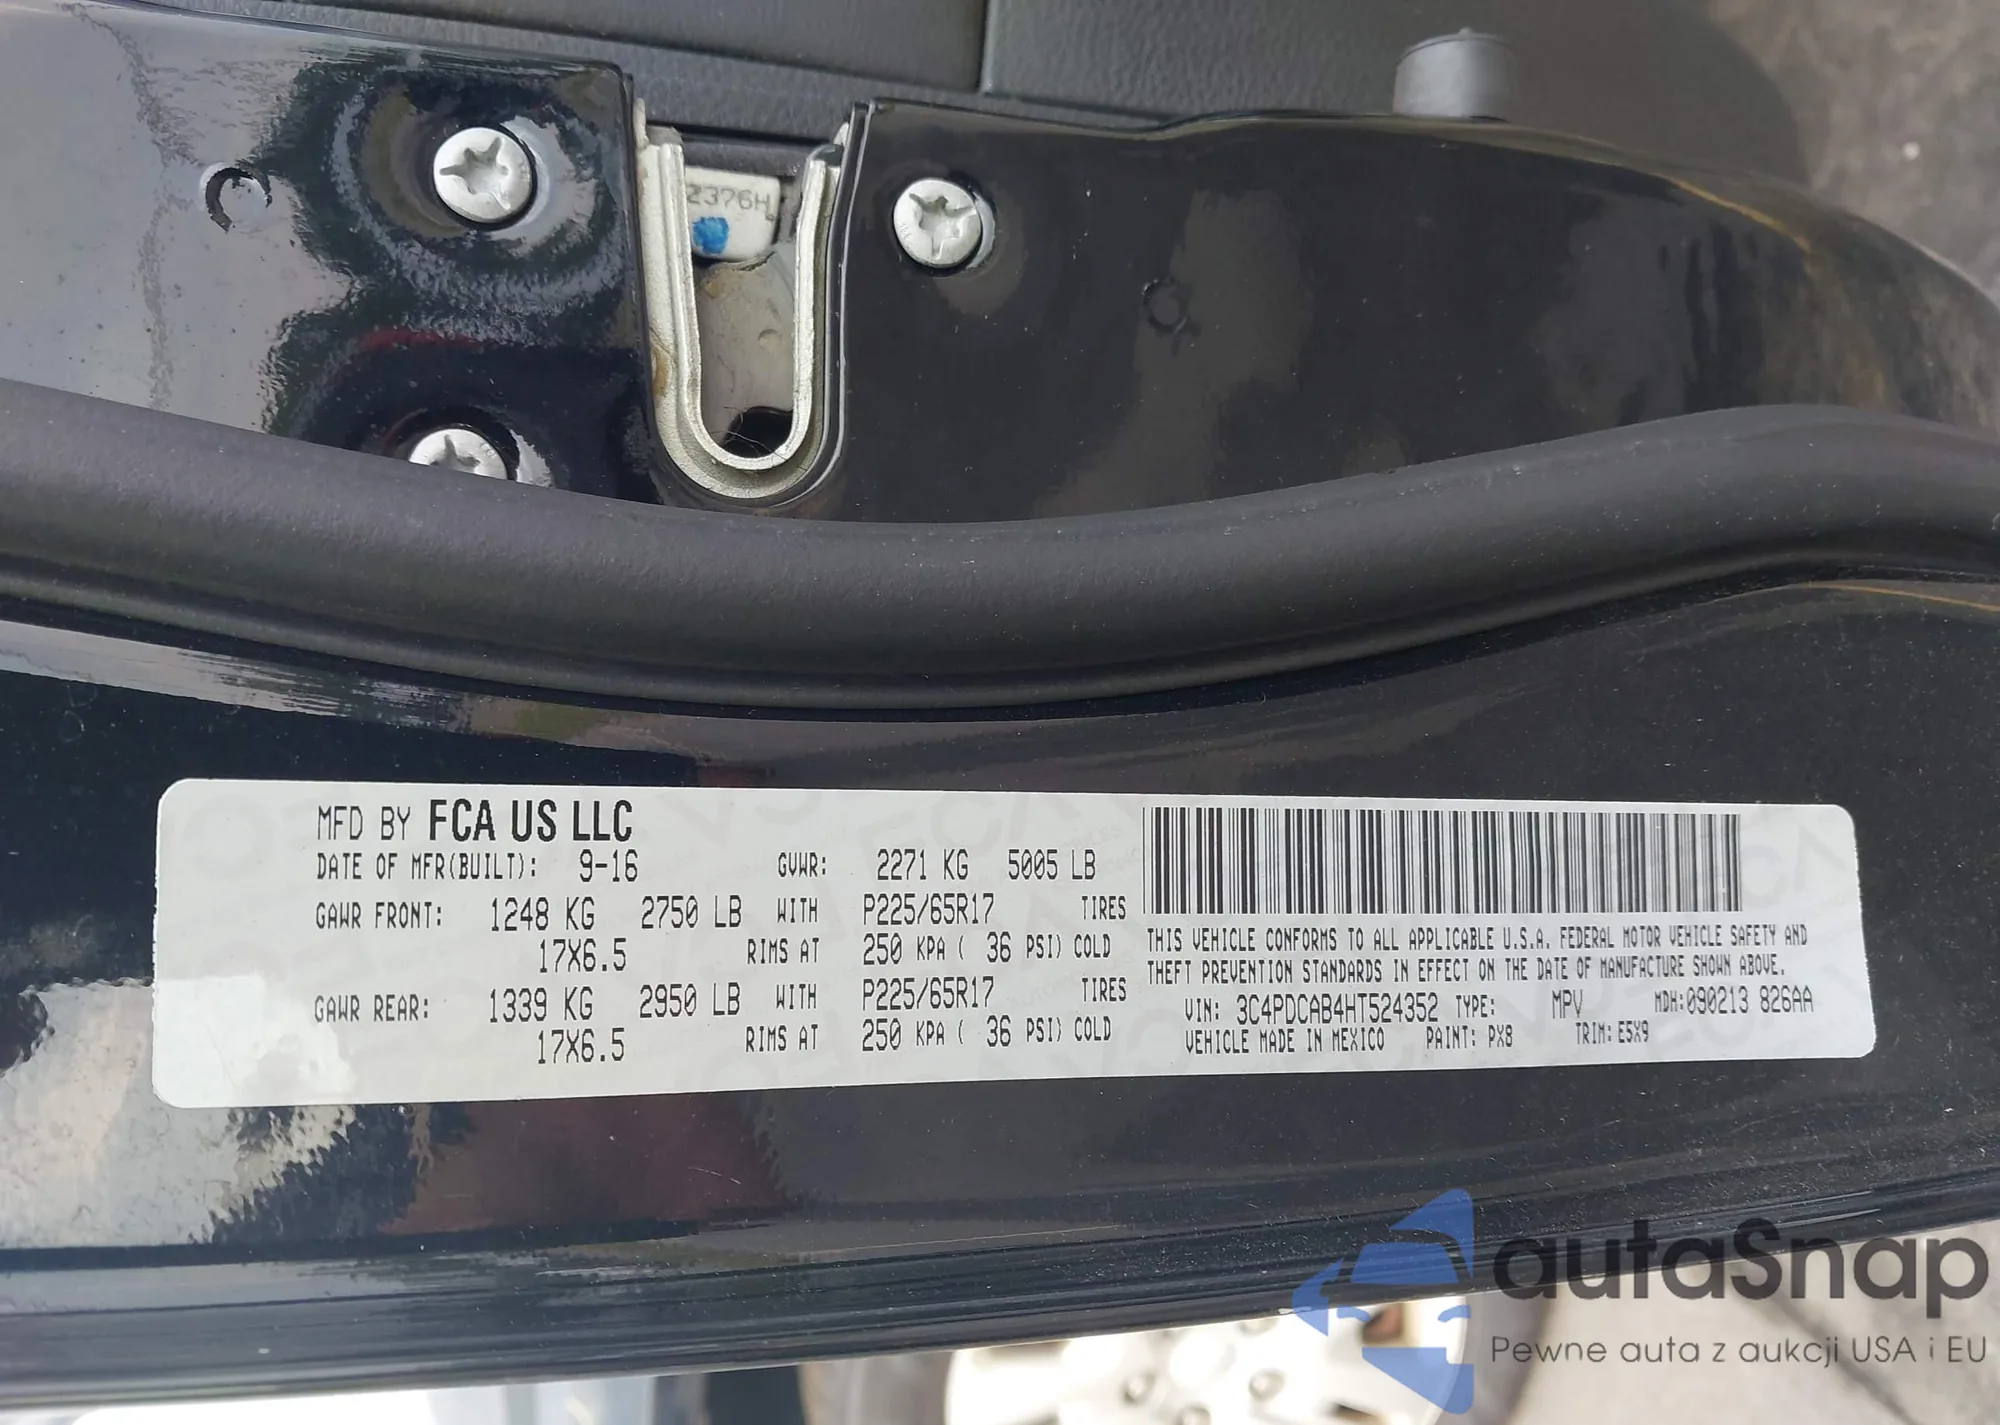 2376H
MFD BY FCA US LLC
DATE OF MFR(BUILT): 9-16 GVWR: 2271 KG 5005 LB
GAWR FRONT: 1248 KG 2750 LB WITH P225/65R17 TIRES
17X6.5 RIMS AT 250 KPA ( 36 PSI) COLD
GAWR REAR: 1339 KG 2950 LB WITH P225/65R17 TIRES
17X6.5 RIMS AT 250 KPA ( 36 PSI) COLD
THIS VEHICLE CONFORMS TO ALL APPLICABLE U.S.A. FEDERAL MOTOR VEHICLE SAFETY AND
THEFT PREVENTION STANDARDS IN EFFECT ON THE DATE OF MANUFACTURE SHOWN ABOVE.
VIN: 3C4PDCAB4HT524352 TYPE: MPV MDH:090213 826AA
VEHICLE MADE IN MEXICO PAINT: PX8 TRIM: E5X9
autaSnap
Pewne auta z aukcji USA i EU